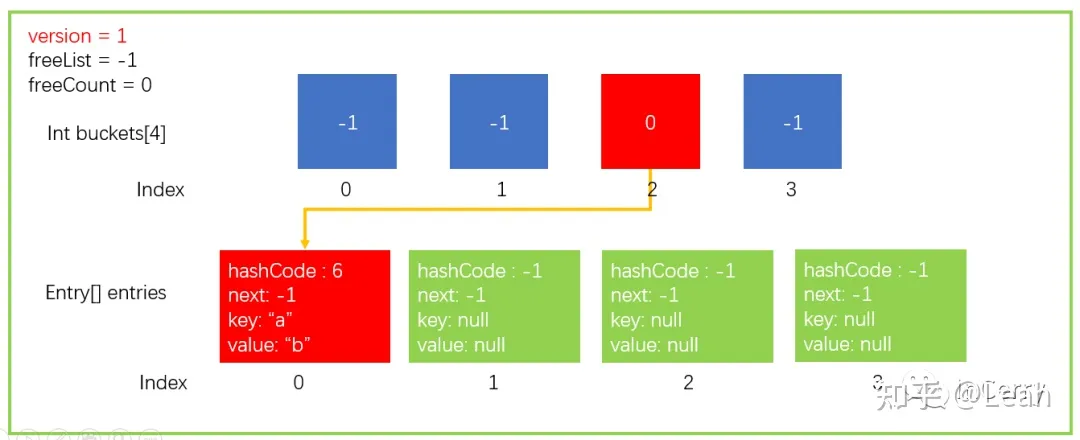 version = 1
freeList = -1
freeCount = 0
Int buckets[4]
-1 -1 0 -1
Index 0 1 2 3
Entry[] entries
hashCode : 6
next: -1
key: “a”
value: “b”
hashCode : -1
next: -1
key: null
value: null
hashCode : -1
next: -1
key: null
value: null
hashCode : -1
next: -1
key: null
value: null
Index 0 1 2 3
知乎 @Leah